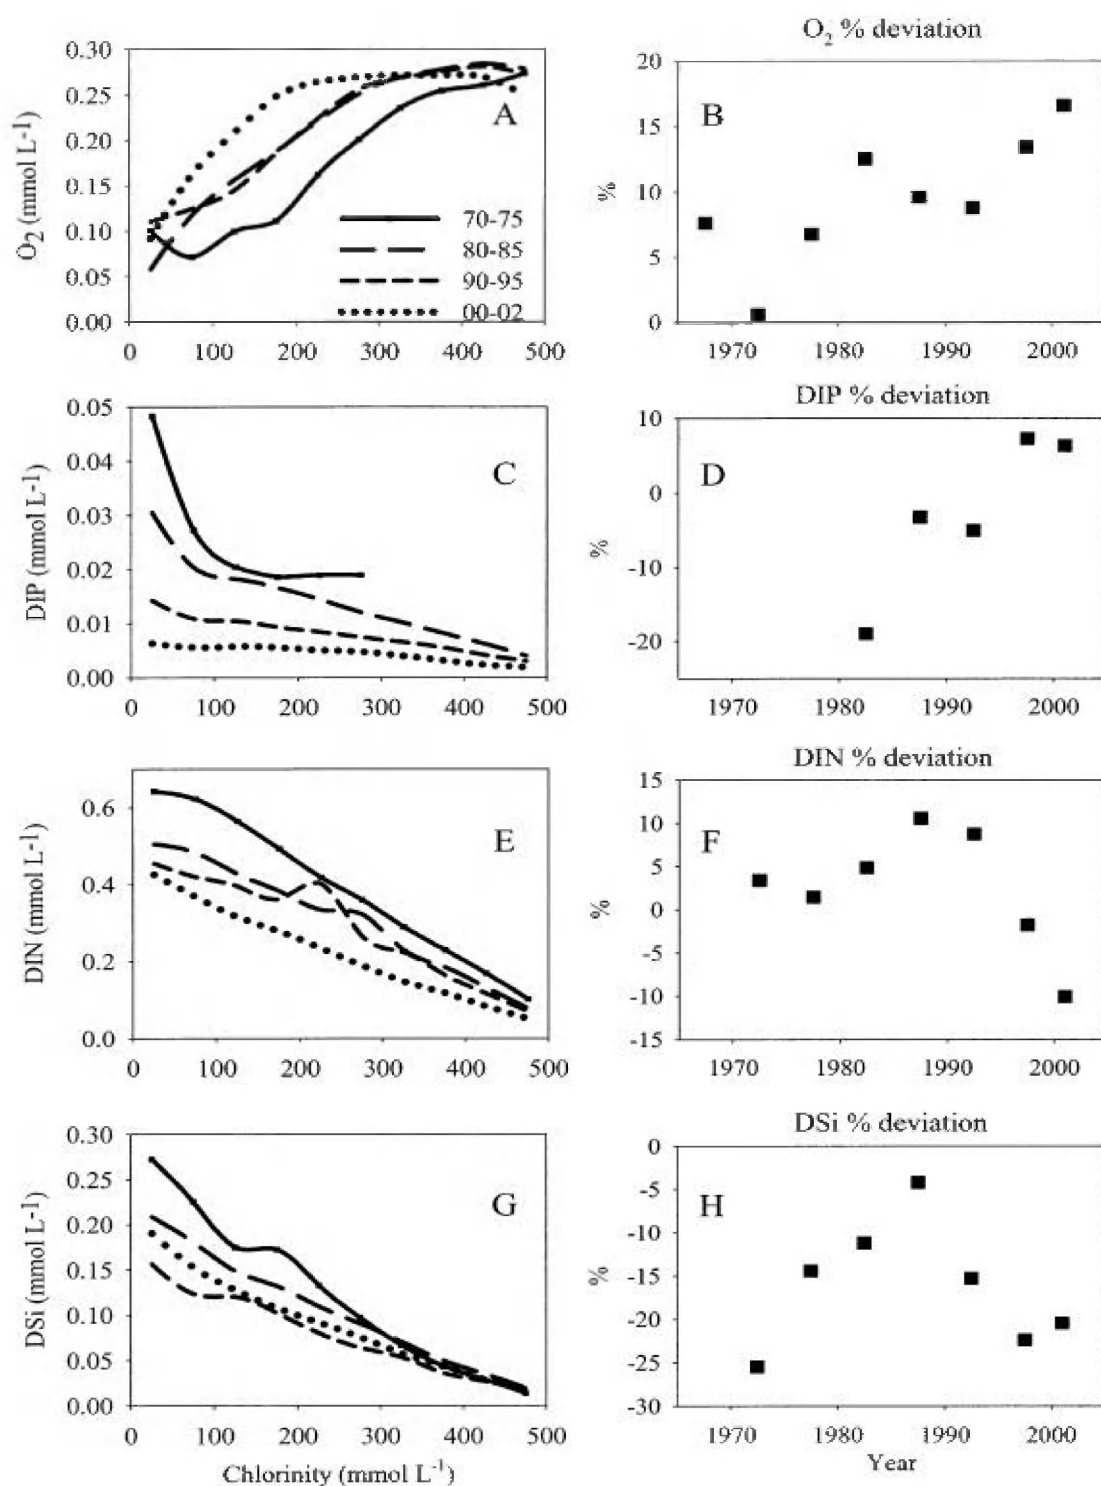 O2 % deviation
0.30
0.25
0.20
0.15
0.10
0.05
0.00
O2 (mmol L-1)
A
70-75
80-85
90-95
00-02
0 100 200 300 400 500
20
15
10
5
0
%
B
1970 1980 1990 2000
DIP % deviation
0.05
0.04
0.03
0.02
0.01
0.00
DIP (mmol L-1)
C
0 100 200 300 400 500
10
0
-10
-20
%
D
1970 1980 1990 2000
DIN % deviation
0.6
0.4
0.2
0.0
DIN (mmol L-1)
E
0 100 200 300 400 500
15
10
5
0
-5
-10
-15
%
F
1970 1980 1990 2000
DSi % deviation
0.30
0.25
0.20
0.15
0.10
0.05
0.00
DSi (mmol L-1)
G
0 100 200 300 400 500
Chlorinity (mmol L-1)
0
-5
-10
-15
-20
-25
-30
%
H
1970 1980 1990 2000
Year